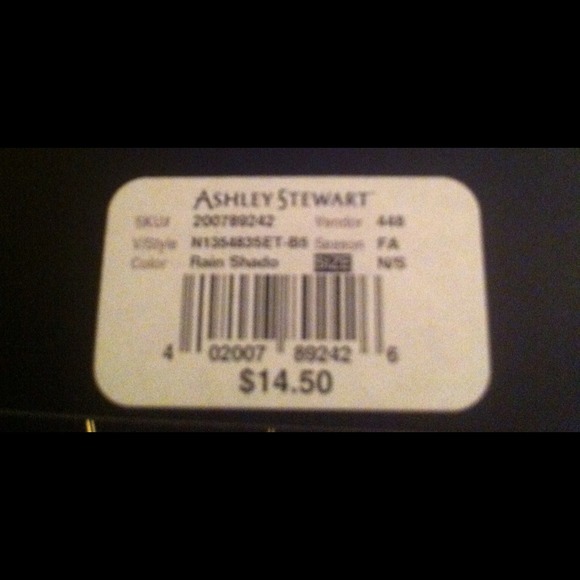 ASHLEY STEWART
SKU# 200789242 Vendor 448
V/Style N1354835ET-B5 Season FA
Color Rain Shado SIZE N/S
4 02007 89242 6
$14.50